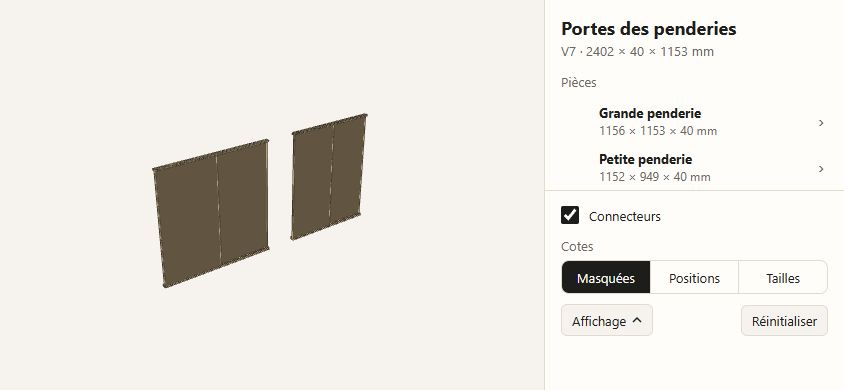 Portes des penderies
V7 · 2402 × 40 × 1153 mm
Pièces
Grande penderie
1156 × 1153 × 40 mm
Petite penderie
1152 × 949 × 40 mm
Connecteurs
Cotes
Masquées
Positions
Tailles
Affichage
Réinitialiser